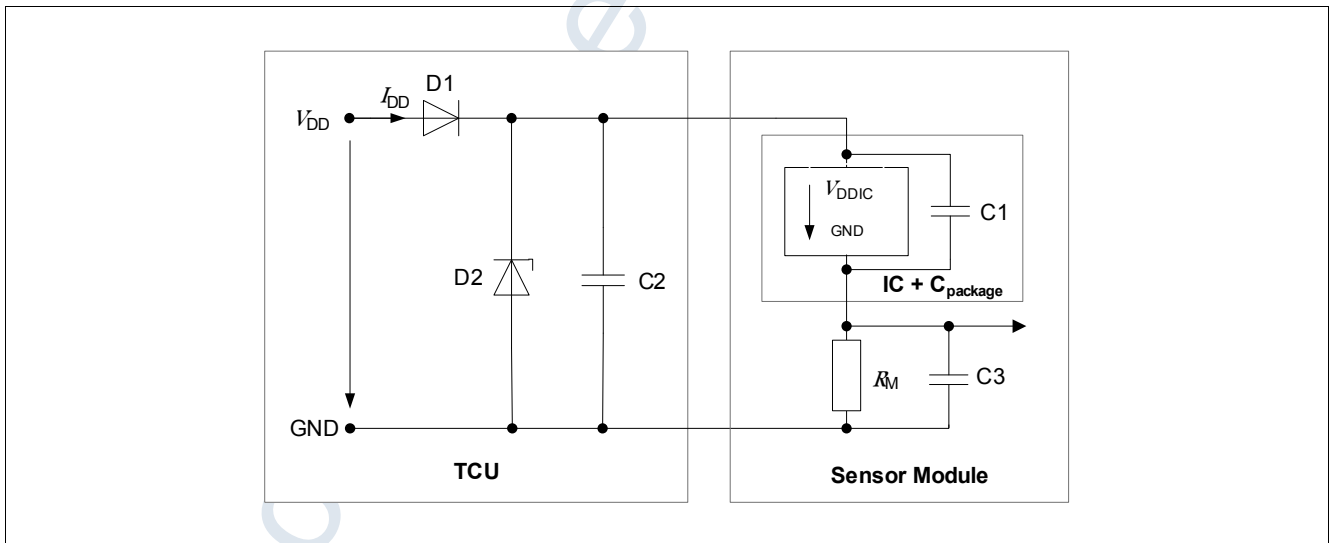 D1
I_DD
V_DD
V_DDIC
C1
GND
D2
C2
IC + C_package
R_M
C3
GND
TCU
Sensor Module